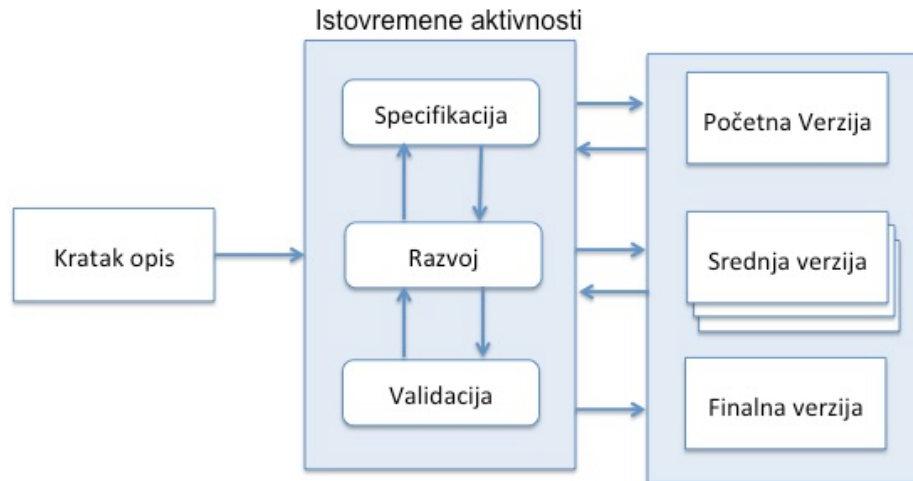 Istovremene aktivnosti
Specifikacija
Početna Verzija
Kratak opis
Razvoj
Srednja verzija
Validacija
Finalna verzija